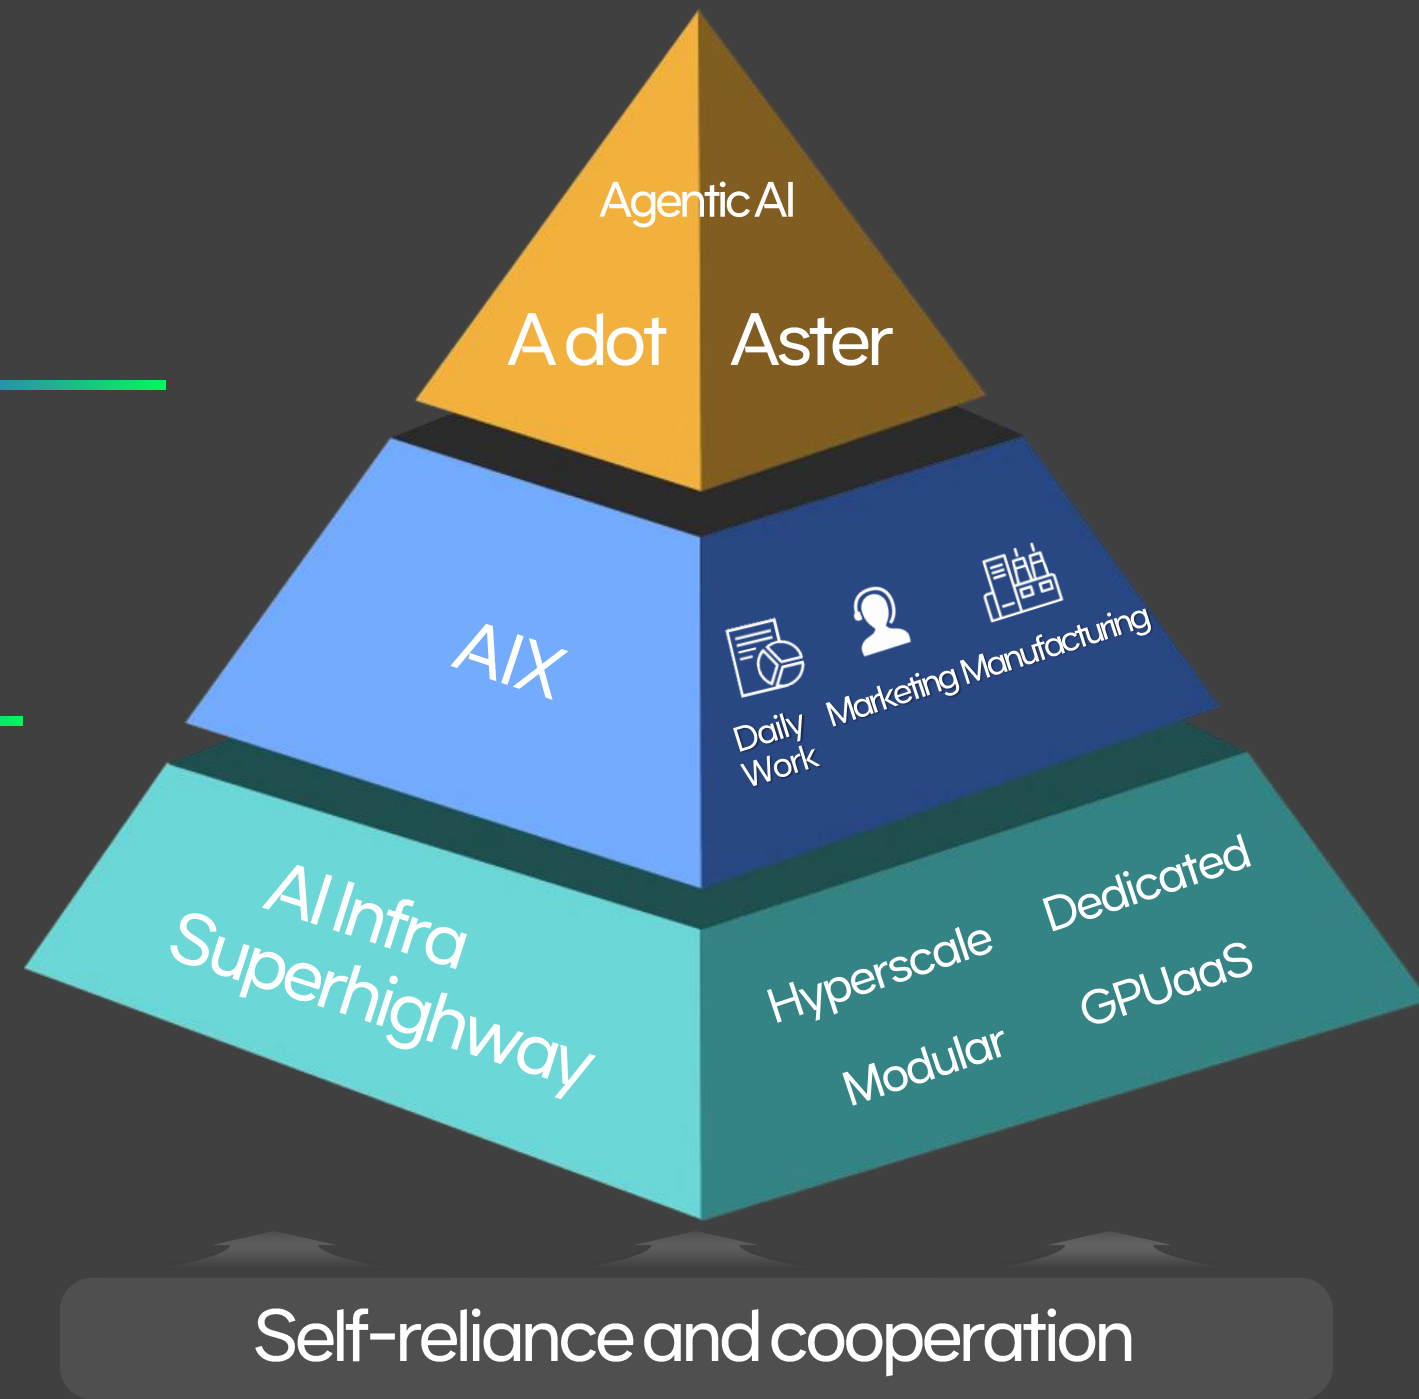 Agentic AI
A dot
Aster
AIX
Daily
Work
Marketing
Manufacturing
AI Infra
Superhighway
Hyperscale
Dedicated
Modular
GPUaaS
Self-reliance and cooperation